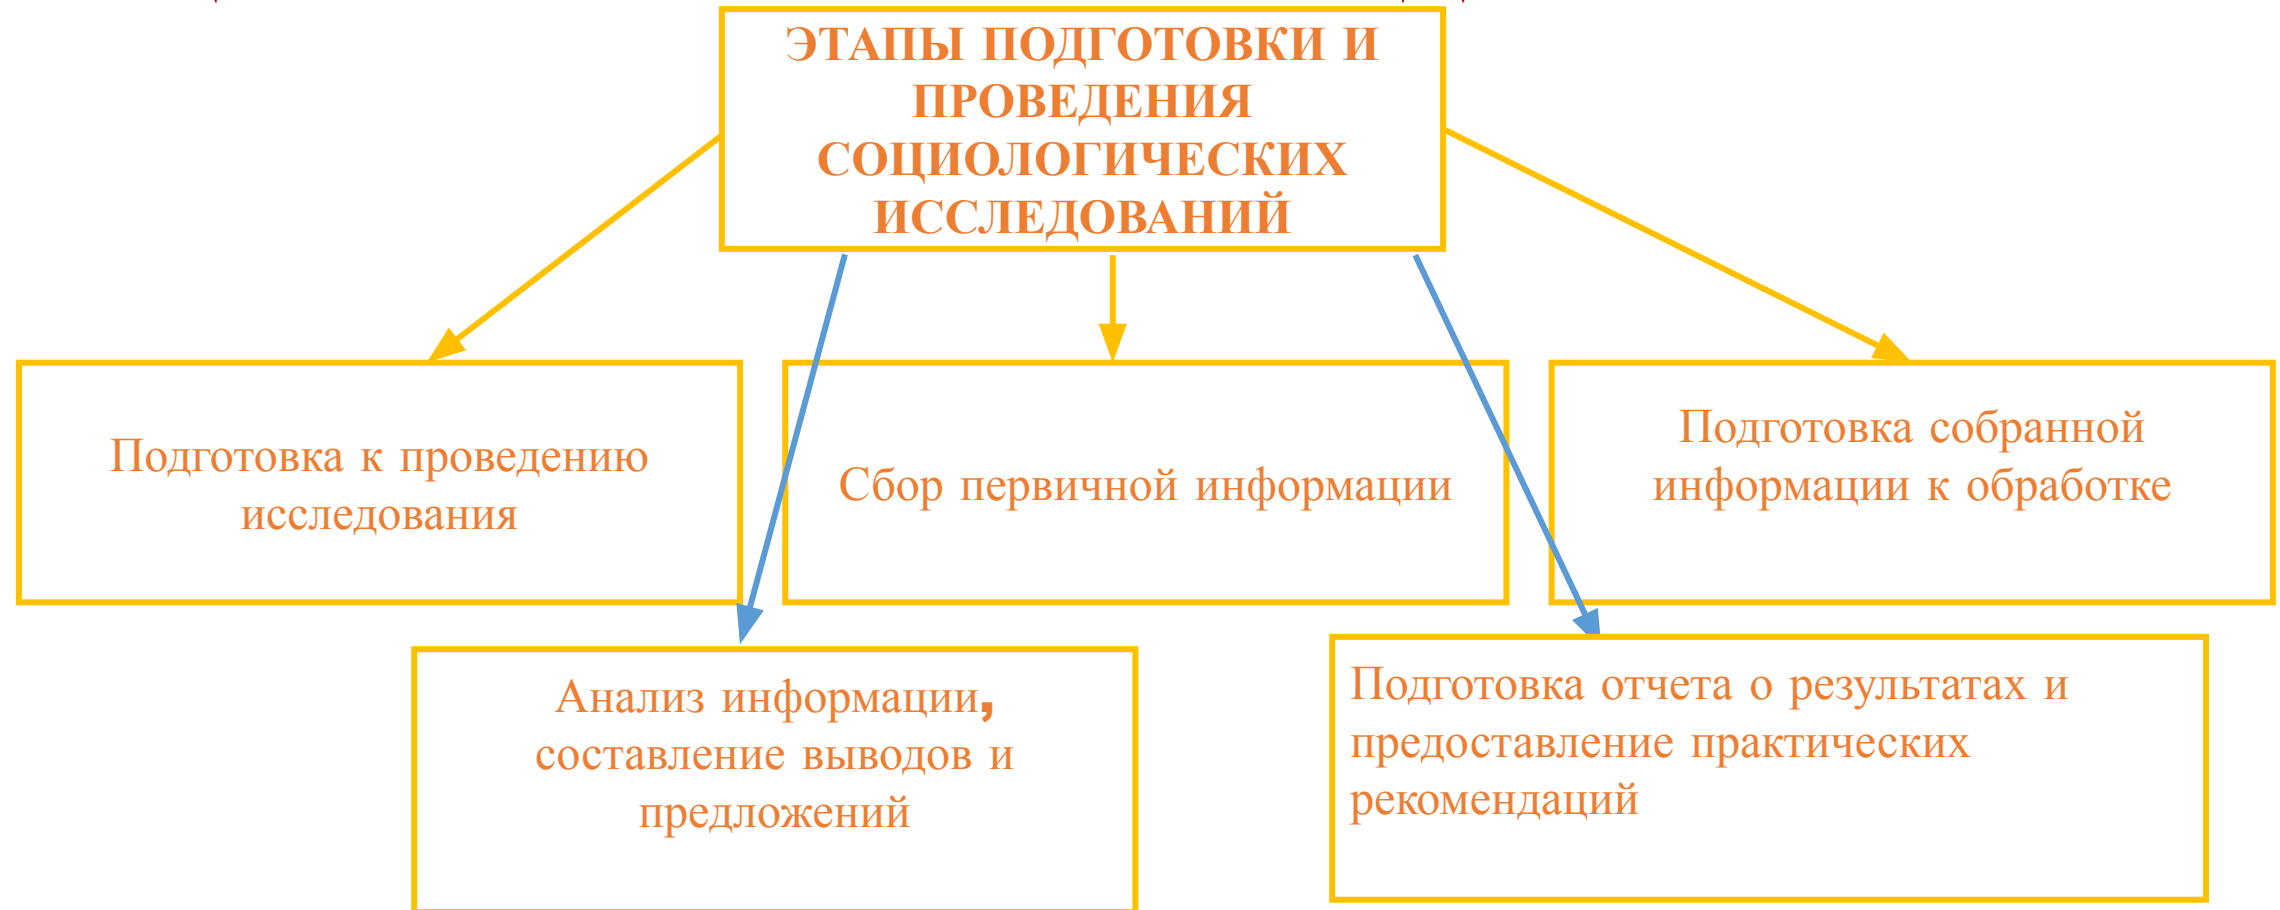 ЭТАПЫ ПОДГОТОВКИ И
ПРОВЕДЕНИЯ
СОЦИОЛОГИЧЕСКИХ
ИССЛЕДОВАНИЙ
Подготовка к проведению
исследования
Сбор первичной информации
Подготовка собранной
информации к обработке
Анализ информации,
составление выводов и
предложений
Подготовка отчета о результатах и
предоставление практических
рекомендаций